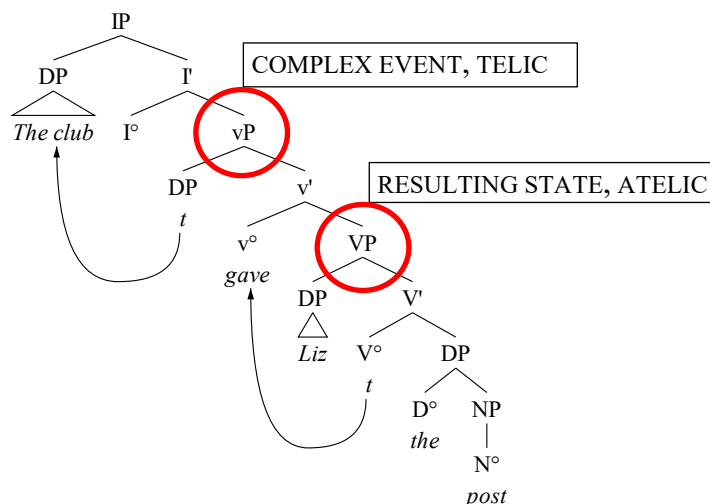 IP
DP I'
COMPLEX EVENT, TELIC
The club I° vP
DP v'
RESULTING STATE, ATELIC
t
v° VP
gave
DP V'
Liz V° DP
t
D° NP
the
N°
post